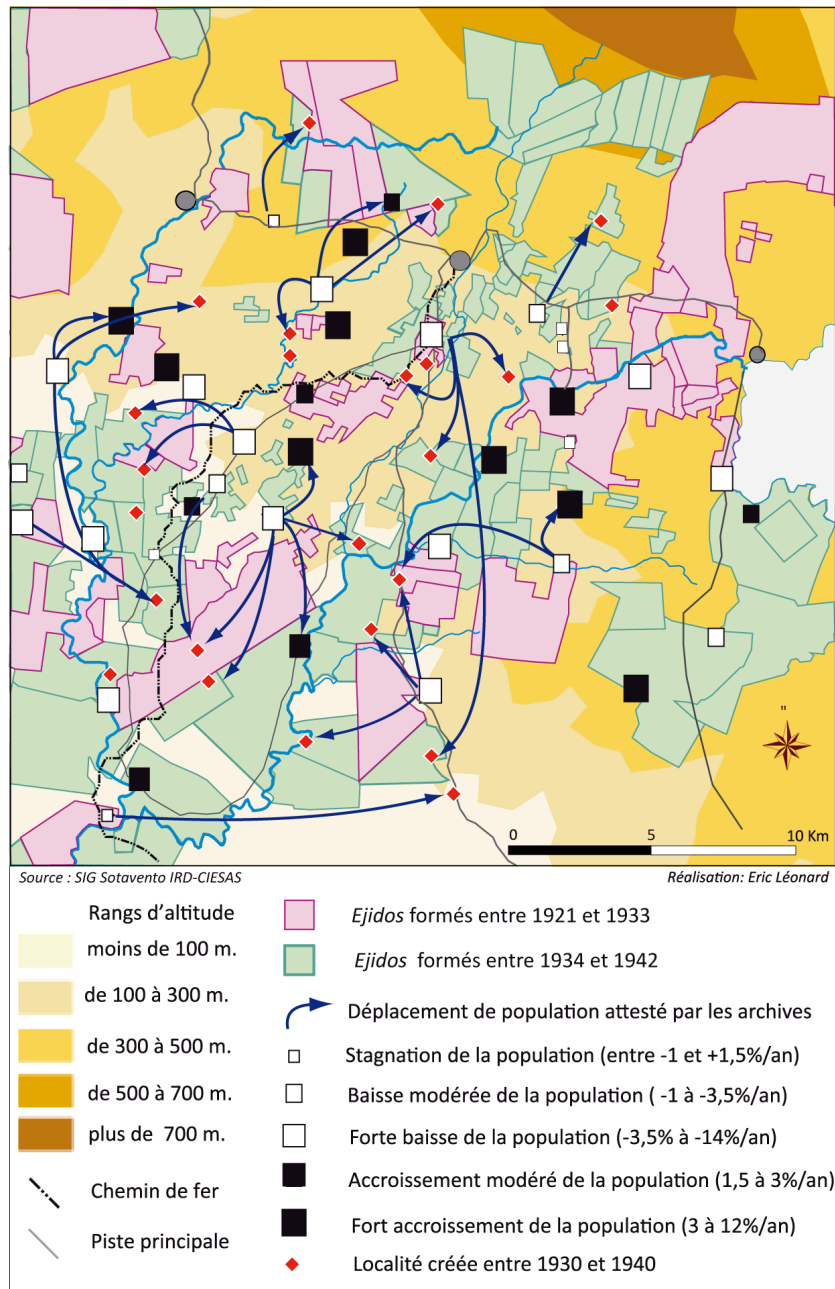 "
0 5 10 Km
Source : SIG Sotavento IRD-CIESAS
Réalisation: Eric Léonard
Rangs d'altitude
moins de 100 m.
de 100 à 300 m.
de 300 à 500 m.
de 500 à 700 m.
plus de 700 m.
Chemin de fer
Piste principale
Ejidos formés entre 1921 et 1933
Ejidos formés entre 1934 et 1942
Déplacement de population attesté par les archives
Stagnation de la population (entre -1 et +1,5%/an)
Baisse modérée de la population ( -1 à -3,5%/an)
Forte baisse de la population (-3,5% à -14%/an)
Accroissement modéré de la population (1,5 à 3%/an)
Fort accroissement de la population (3 à 12%/an)
Localité créée entre 1930 et 1940